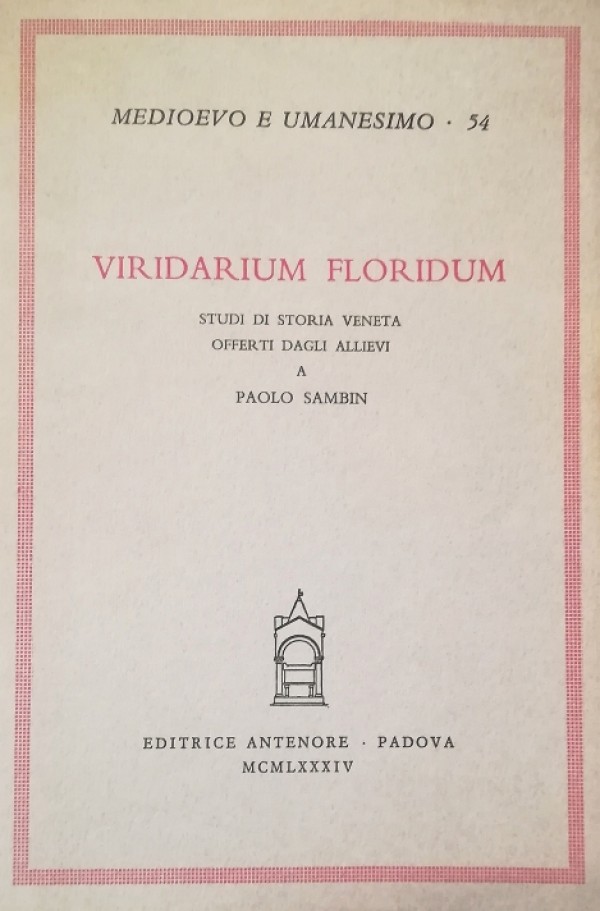 MEDIOEVO E UMANESIMO · 54
VIRIDARIUM FLORIDUM
STUDI DI STORIA VENETA
OFFERTI DAGLI ALLIEVI
A
PAOLO SAMBIN
EDITRICE ANTENORE · PADOVA
MCMLXXXIV